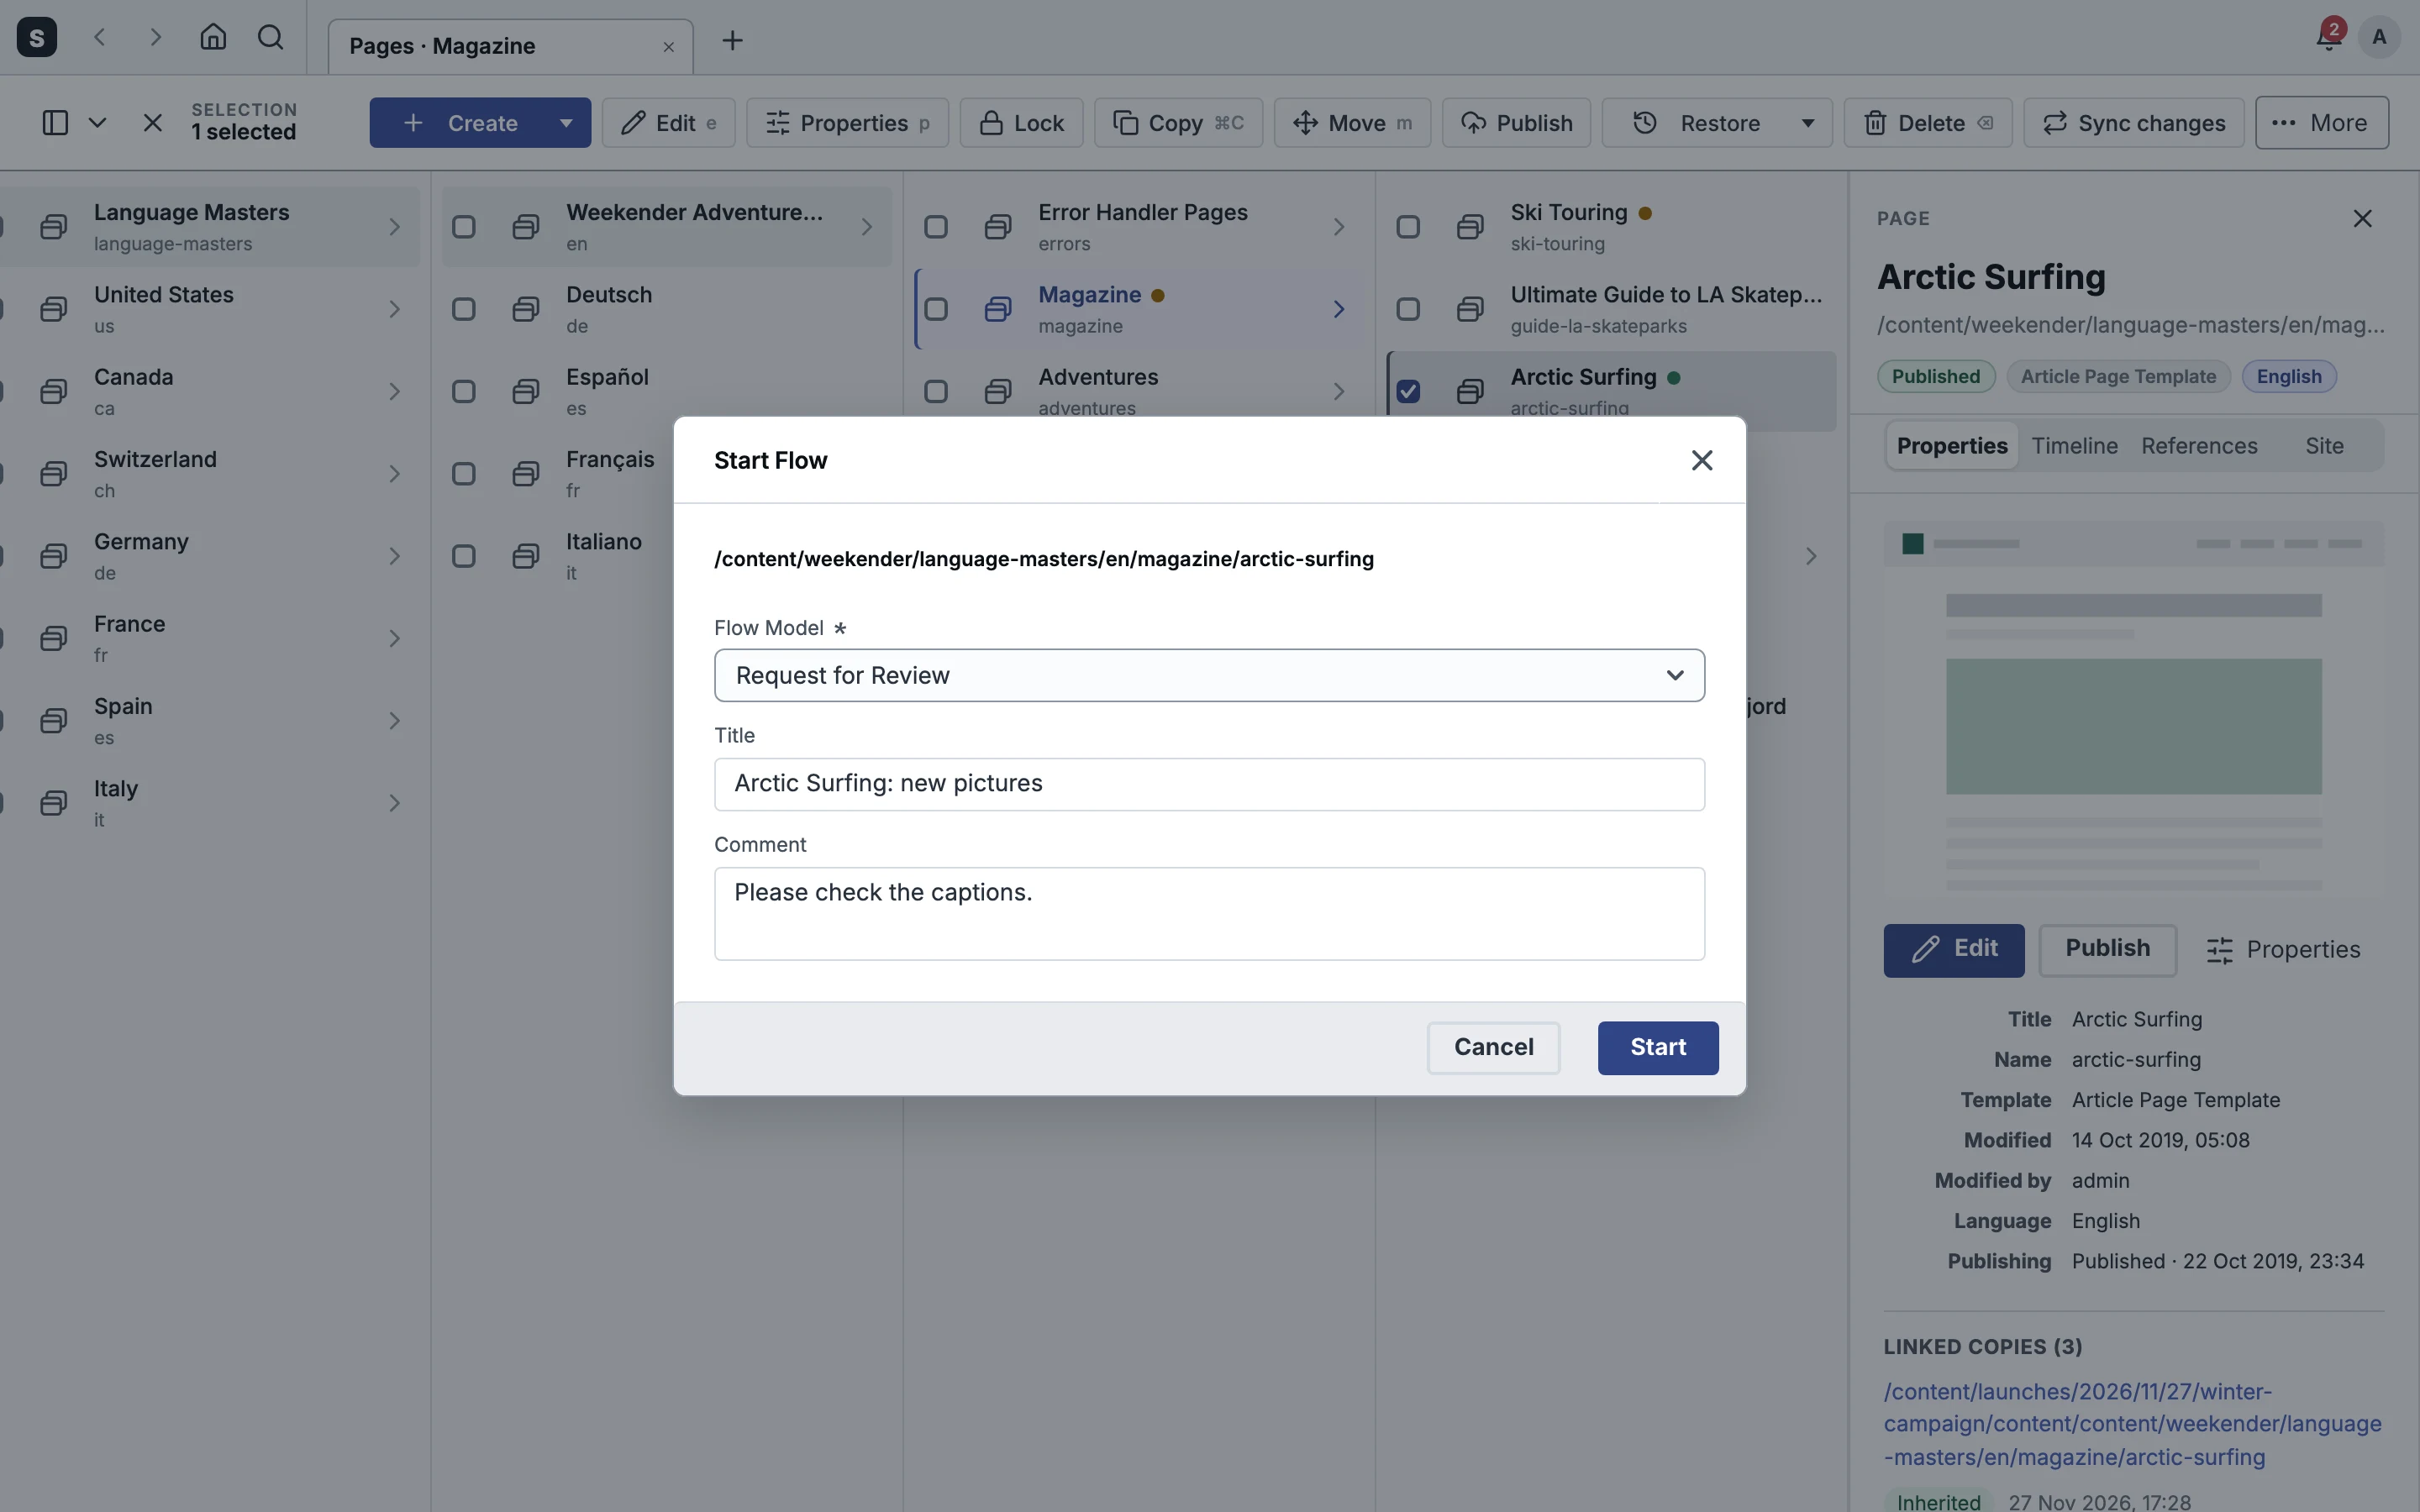 S
Pages · Magazine
2
A
SELECTION
1 selected
Create
Edit e
Properties p
Lock
Copy ⌘C
Move m
Publish
Restore
Delete
Sync changes
More
Language Masters
language-masters
United States
us
Canada
ca
Switzerland
ch
Germany
de
France
fr
Spain
es
Italy
it
Weekender Adventure...
en
Deutsch
de
Español
es
Français
fr
Italiano
it
Error Handler Pages
errors
Magazine
magazine
Adventures
adventures
Ski Touring
ski-touring
Ultimate Guide to LA Skatep...
guide-la-skateparks
Arctic Surfing
arctic-surfing
jord
Start Flow
/content/weekender/language-masters/en/magazine/arctic-surfing
Flow Model *
Request for Review
Title
Arctic Surfing: new pictures
Comment
Please check the captions.
Cancel
Start
PAGE
Arctic Surfing
/content/weekender/language-masters/en/mag...
Published
Article Page Template
English
Properties
Timeline
References
Site
Edit
Publish
Properties
Title Arctic Surfing
Name arctic-surfing
Template Article Page Template
Modified 14 Oct 2019, 05:08
Modified by admin
Language English
Publishing Published · 22 Oct 2019, 23:34
LINKED COPIES (3)
/content/launches/2026/11/27/winter-
campaign/content/content/weekender/language
-masters/en/magazine/arctic-surfing
Inherited 27 Nov 2026, 17:28